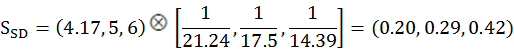 S_SD = (4.17, 5, 6) ⊗ [1/21.24, 1/17.5, 1/14.39] = (0.20, 0.29, 0.42)